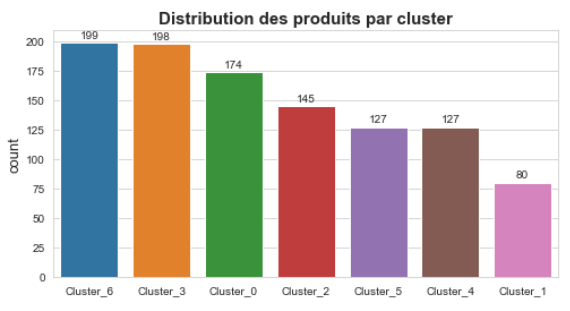 Distribution des produits par cluster
count
200
175
150
125
100
75
50
25
0
199
198
174
145
127
127
80
Cluster_6
Cluster_3
Cluster_0
Cluster_2
Cluster_5
Cluster_4
Cluster_1